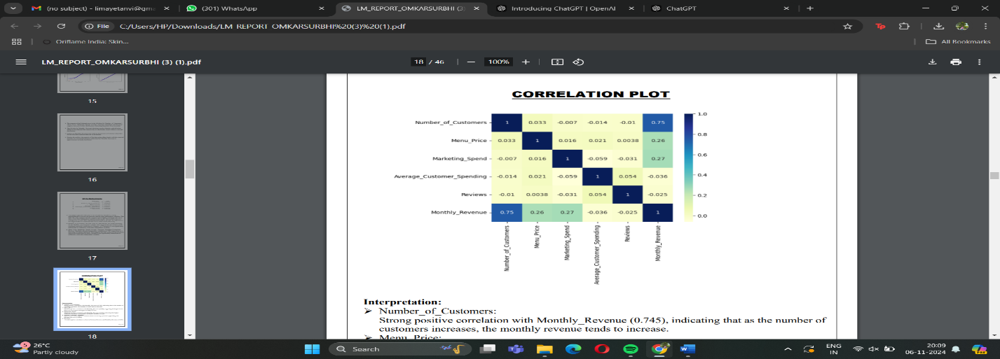 (no subject) - limayetanvi@gm
(301) WhatsApp
LM_REPORT_OMKARSURBHI (3)
Introducing ChatGPT | OpenAI
ChatGPT
File
C:/Users/HP/Downloads/LM REPORT OMKARSURBHI%20(3)%20(1).pdf
Oriflame India: Skin...
All Bookmarks
LM_REPORT_OMKARSURBHI (3) (1).pdf
18 / 46
100%
15
16
17
18
CORRELATION PLOT
Number_of_Customers 1 0.033 -0.007 -0.014 -0.01 0.75
Menu_Price 0.033 1 0.016 0.021 0.0038 0.26
Marketing_Spend -0.007 0.016 1 -0.059 -0.031 0.27
Average_Customer_Spending -0.014 0.021 -0.059 1 0.054 -0.036
Reviews -0.01 0.0038 -0.031 0.054 1 -0.025
Monthly_Revenue 0.75 0.26 0.27 -0.036 -0.025 1
Number_of_Customers
Menu_Price
Marketing_Spend
Average_Customer_Spending
Reviews
Monthly_Revenue
1.0
0.8
0.6
0.4
0.2
0.0
Interpretation:
➢ Number_of_Customers:
Strong positive correlation with Monthly_Revenue (0.745), indicating that as the number of
customers increases, the monthly revenue tends to increase.
➢ Menu_Price:
5
26°C
Partly cloudy
Search
ENG
IN
20:09
06-11-2024